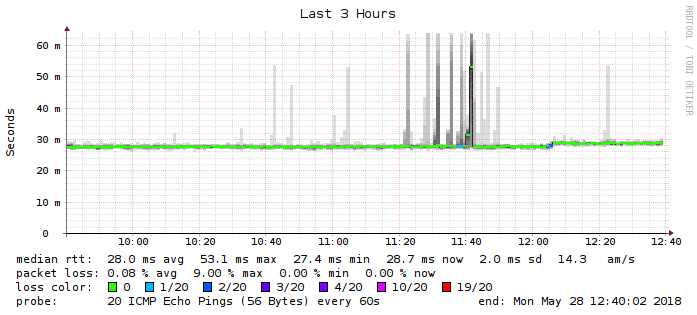 Last 3 Hours
RRDTOOL / TOBI OETIKER
Seconds
60 m
50 m
40 m
30 m
20 m
10 m
0
10:00 10:20 10:40 11:00 11:20 11:40 12:00 12:20 12:40
median rtt: 28.0 ms avg 53.1 ms max 27.4 ms min 28.7 ms now 2.0 ms sd 14.3 am/s
packet loss: 0.08 % avg 9.00 % max 0.00 % min 0.00 % now
loss color: 0 1/20 2/20 3/20 4/20 10/20 19/20
probe: 20 ICMP Echo Pings (56 Bytes) every 60s end: Mon May 28 12:40:02 2018